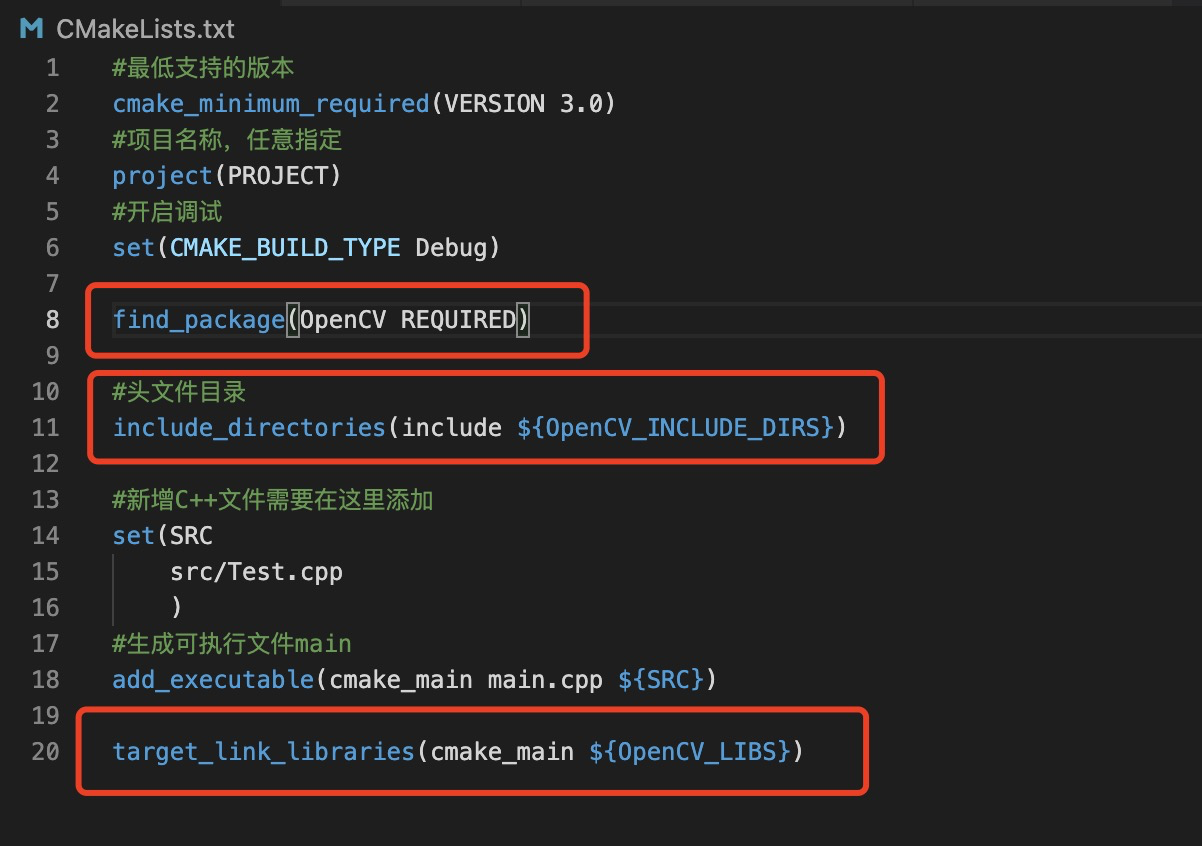 M CMakeLists.txt
1 #最低支持的版本
2 cmake_minimum_required(VERSION 3.0)
3 #项目名称，任意指定
4 project(PROJECT)
5 #开启调试
6 set(CMAKE_BUILD_TYPE Debug)
7
8 find_package(OpenCV REQUIRED)
9
10 #头文件目录
11 include_directories(include ${OpenCV_INCLUDE_DIRS})
12
13 #新增C++文件需要在这里添加
14 set(SRC
15     src/Test.cpp
16     )
17 #生成可执行文件main
18 add_executable(cmake_main main.cpp ${SRC})
19
20 target_link_libraries(cmake_main ${OpenCV_LIBS})